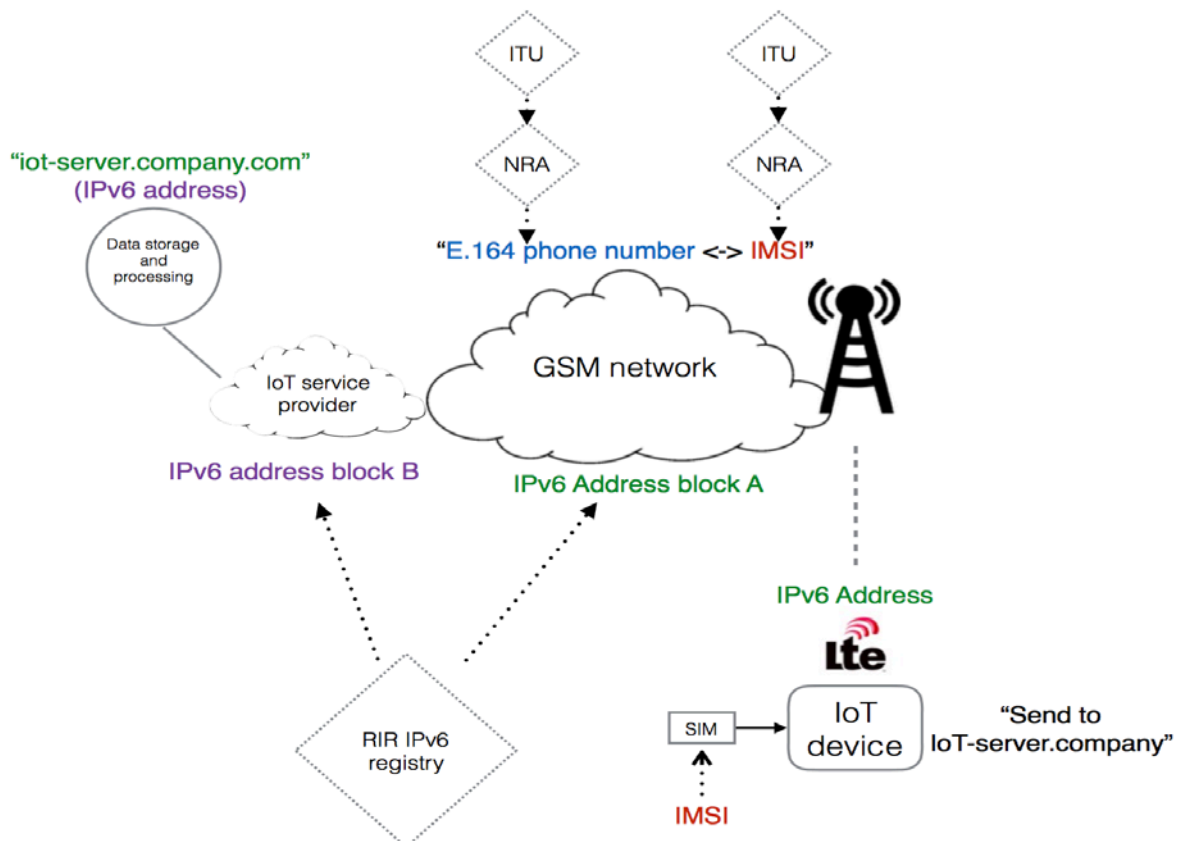 ITU
ITU
NRA
NRA
“iot-server.company.com”
(IPv6 address)
Data storage
and
processing
“E.164 phone number <-> IMSI”
GSM network
IoT service
provider
IPv6 address block B
IPv6 Address block A
IPv6 Address
Lte
RIR IPv6
registry
SIM
IoT
device
“Send to
IoT-server.company”
IMSI